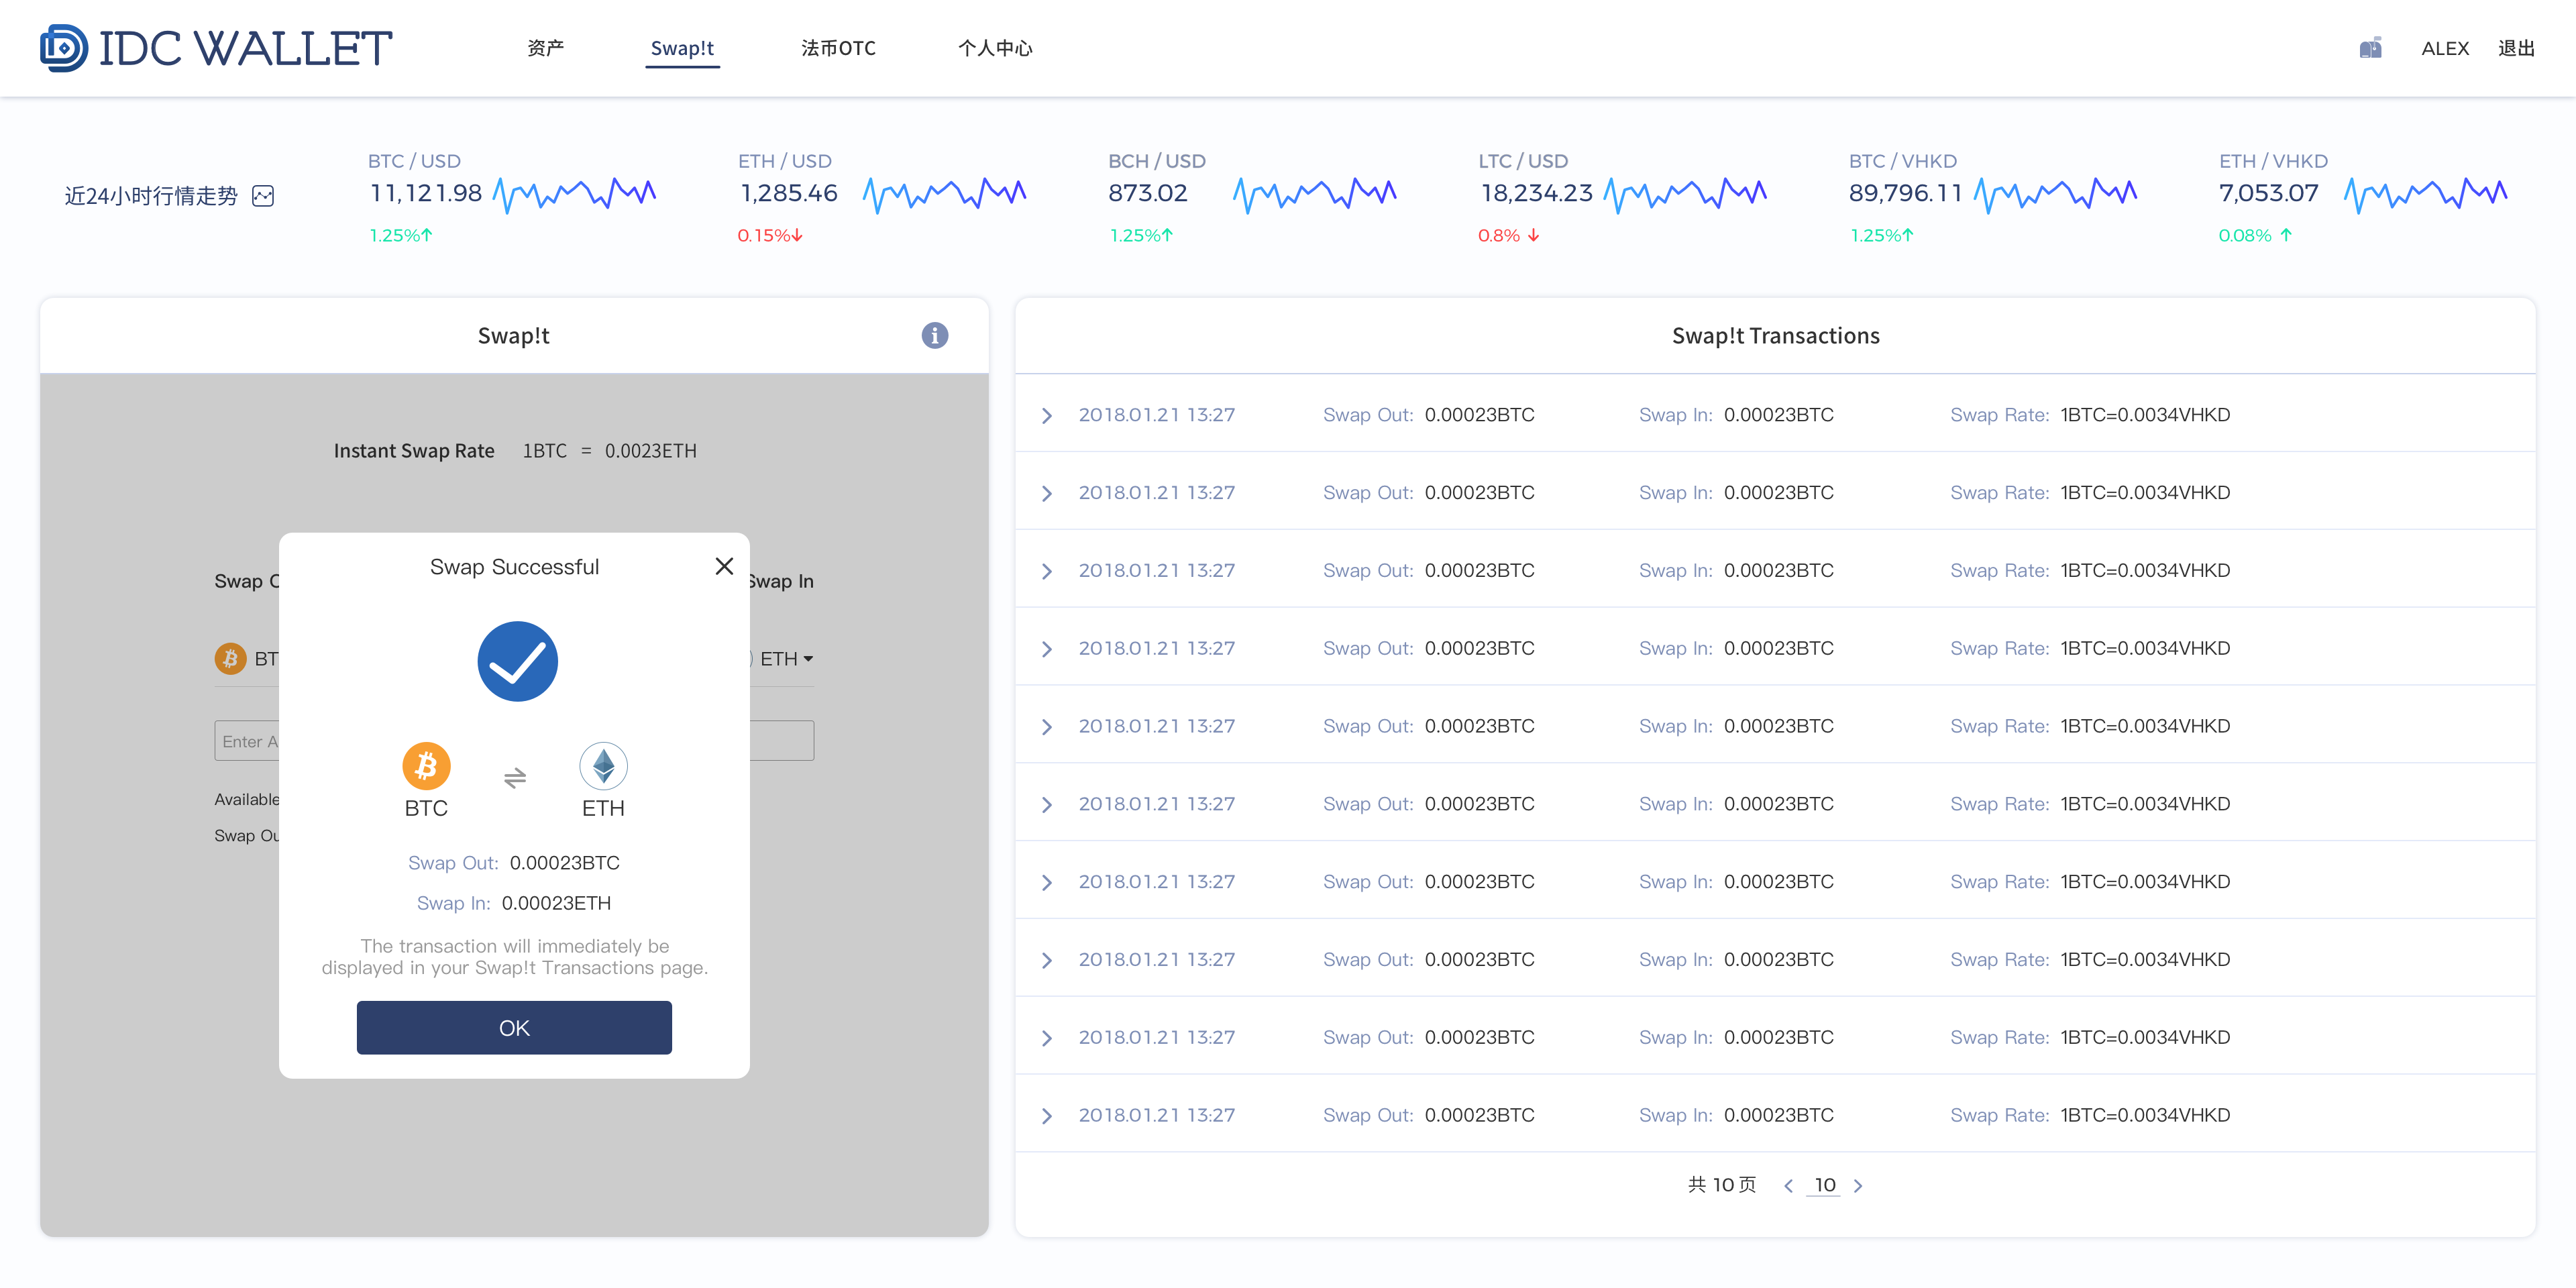 IDC WALLET 资产 Swap!t 法币OTC 个人中心 ALEX 退出
近24小时行情走势
BTC / USD
11,121.98
1.25%↑
ETH / USD
1,285.46
0.15%↓
BCH / USD
873.02
1.25%↑
LTC / USD
18,234.23
0.8% ↓
BTC / VHKD
89,796.11
1.25%↑
ETH / VHKD
7,053.07
0.08% ↑
Swap!t
Instant Swap Rate 1BTC = 0.0023ETH
Swap Swap In
ETH
Enter
Available
Swap
Swap Successful
BTC ETH
Swap Out: 0.00023BTC
Swap In: 0.00023ETH
The transaction will immediately be
displayed in your Swap!t Transactions page.
OK
Swap!t Transactions
2018.01.21 13:27 Swap Out: 0.00023BTC Swap In: 0.00023BTC Swap Rate: 1BTC=0.0034VHKD
2018.01.21 13:27 Swap Out: 0.00023BTC Swap In: 0.00023BTC Swap Rate: 1BTC=0.0034VHKD
2018.01.21 13:27 Swap Out: 0.00023BTC Swap In: 0.00023BTC Swap Rate: 1BTC=0.0034VHKD
2018.01.21 13:27 Swap Out: 0.00023BTC Swap In: 0.00023BTC Swap Rate: 1BTC=0.0034VHKD
2018.01.21 13:27 Swap Out: 0.00023BTC Swap In: 0.00023BTC Swap Rate: 1BTC=0.0034VHKD
2018.01.21 13:27 Swap Out: 0.00023BTC Swap In: 0.00023BTC Swap Rate: 1BTC=0.0034VHKD
2018.01.21 13:27 Swap Out: 0.00023BTC Swap In: 0.00023BTC Swap Rate: 1BTC=0.0034VHKD
2018.01.21 13:27 Swap Out: 0.00023BTC Swap In: 0.00023BTC Swap Rate: 1BTC=0.0034VHKD
2018.01.21 13:27 Swap Out: 0.00023BTC Swap In: 0.00023BTC Swap Rate: 1BTC=0.0034VHKD
2018.01.21 13:27 Swap Out: 0.00023BTC Swap In: 0.00023BTC Swap Rate: 1BTC=0.0034VHKD
共 10 页 < 10 >